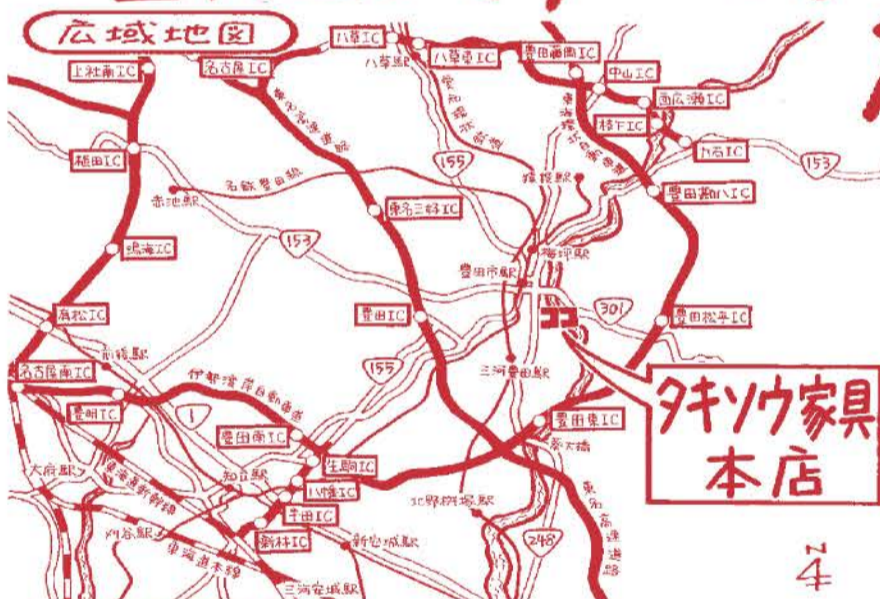 広域地図
上社南IC
名古屋IC
八草IC
八草駅
八草東IC
豊田藤岡IC
中山IC
西広瀬IC
枝下IC
力石IC
植田IC
東名高速道路
155
153
猿投駅
豊田勘八IC
赤池駅
名鉄豊田線
東名三好IC
鳴海IC
153
梅坪駅
豊田市駅
301
高松IC
豊田IC
ココ
豊田松平IC
前後駅
155
三河豊田駅
名古屋南IC
伊勢湾岸自動車道
タキソウ家具
本店
豊明IC
1
豊田南IC
豊田東IC
生駒IC
大府駅
東海道新幹線
知立駅
八橋IC
北野桝塚駅
東名高速道路
刈谷駅
新林IC
新安城駅
248
東海道本線
三河安城駅
N